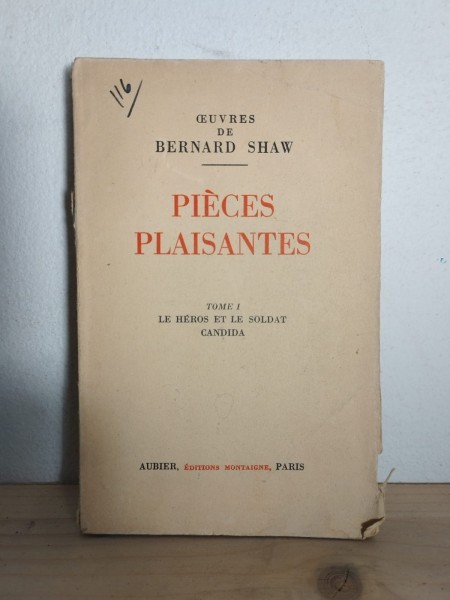 116/
ŒUVRES
DE
BERNARD SHAW
PIÈCES
PLAISANTES
TOME I
LE HÉROS ET LE SOLDAT
CANDIDA
AUBIER, ÉDITIONS MONTAIGNE, PARIS